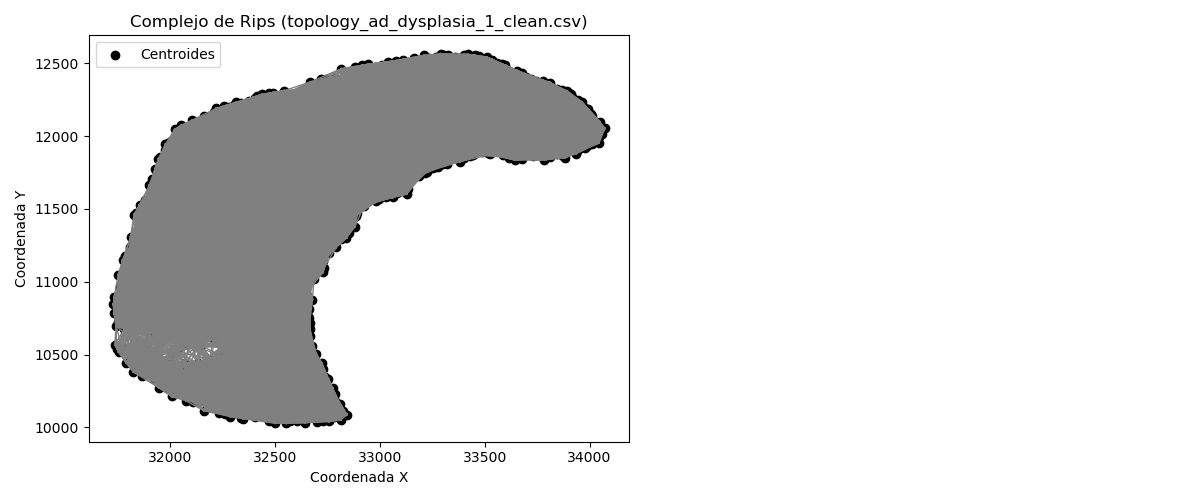 Complejo de Rips (topology_ad_dysplasia_1_clean.csv)
Centroides
12500
12000
11500
11000
10500
10000
Coordenada Y
32000 32500 33000 33500 34000
Coordenada X